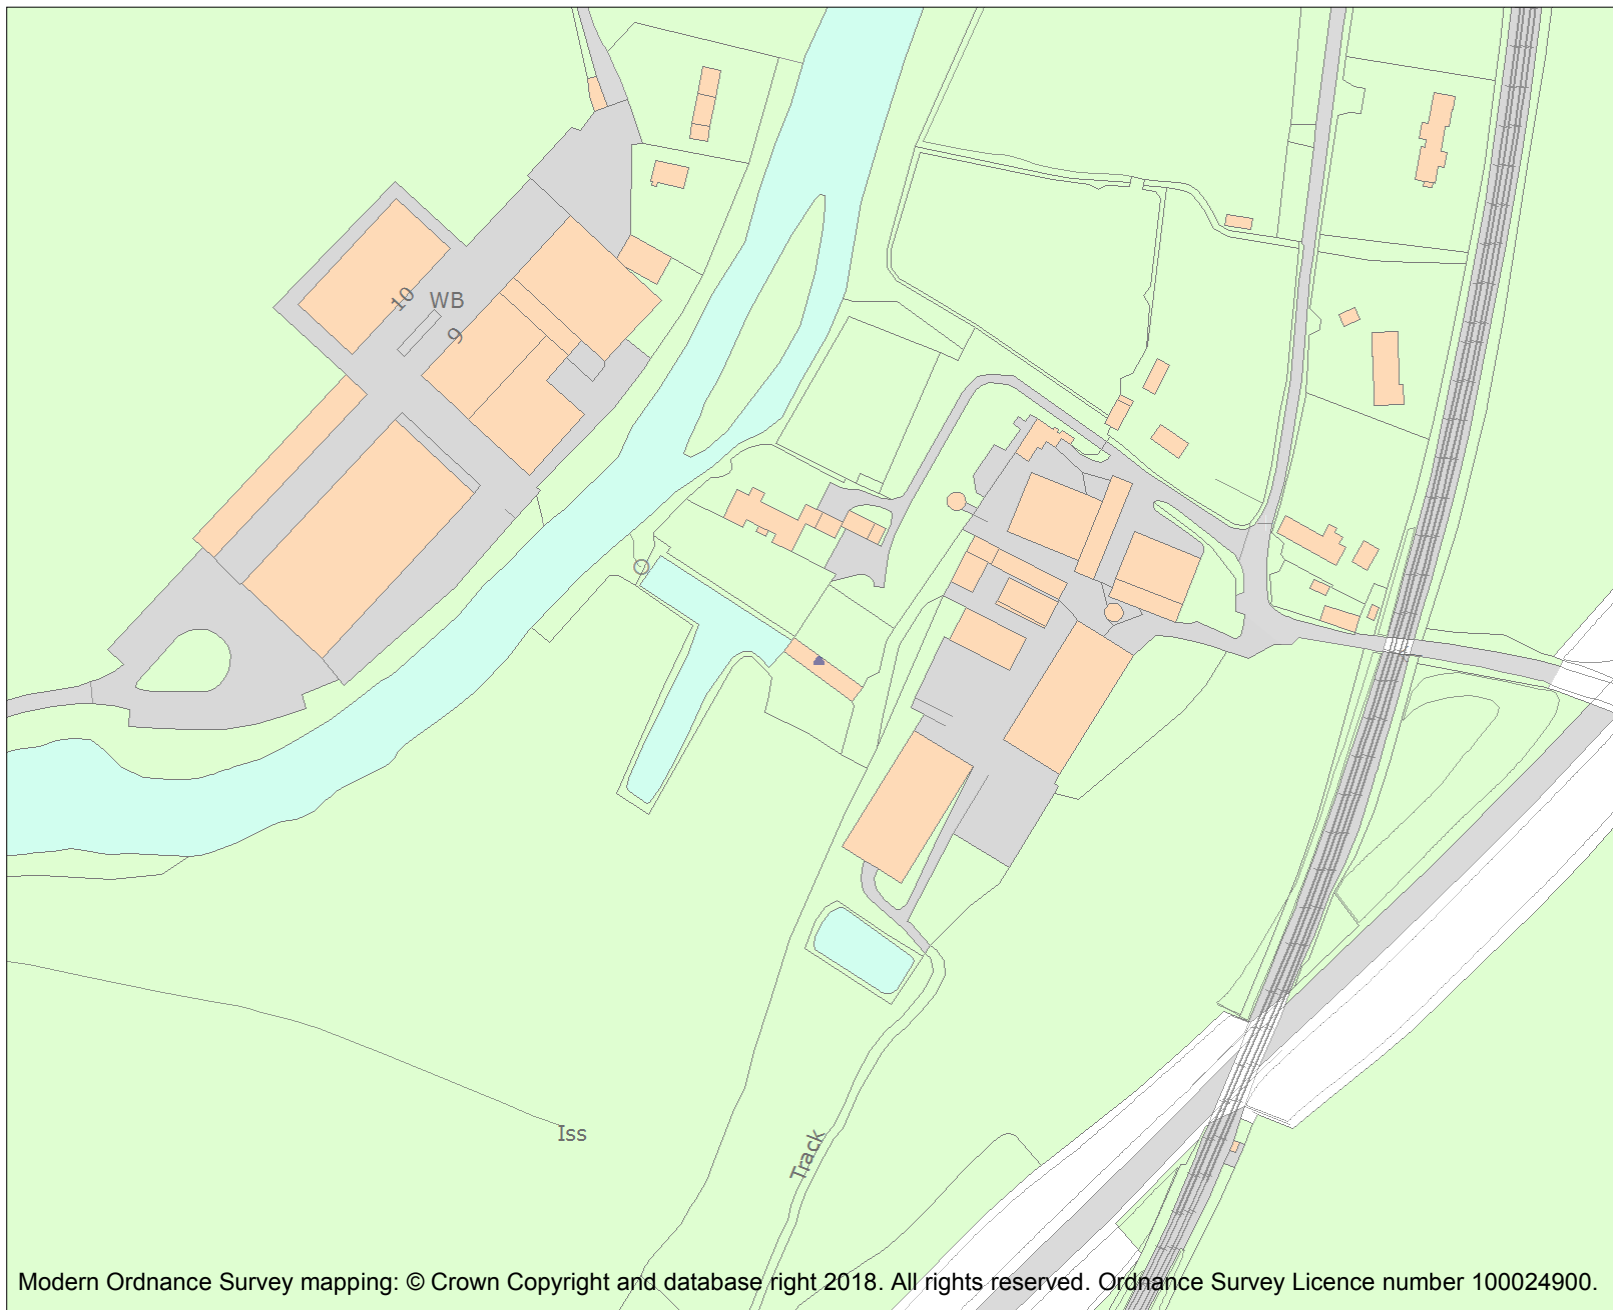 10
WB
9
Iss
Track
Modern Ordnance Survey mapping: © Crown Copyright and database right 2018. All rights reserved. Ordnance Survey Licence number 100024900.